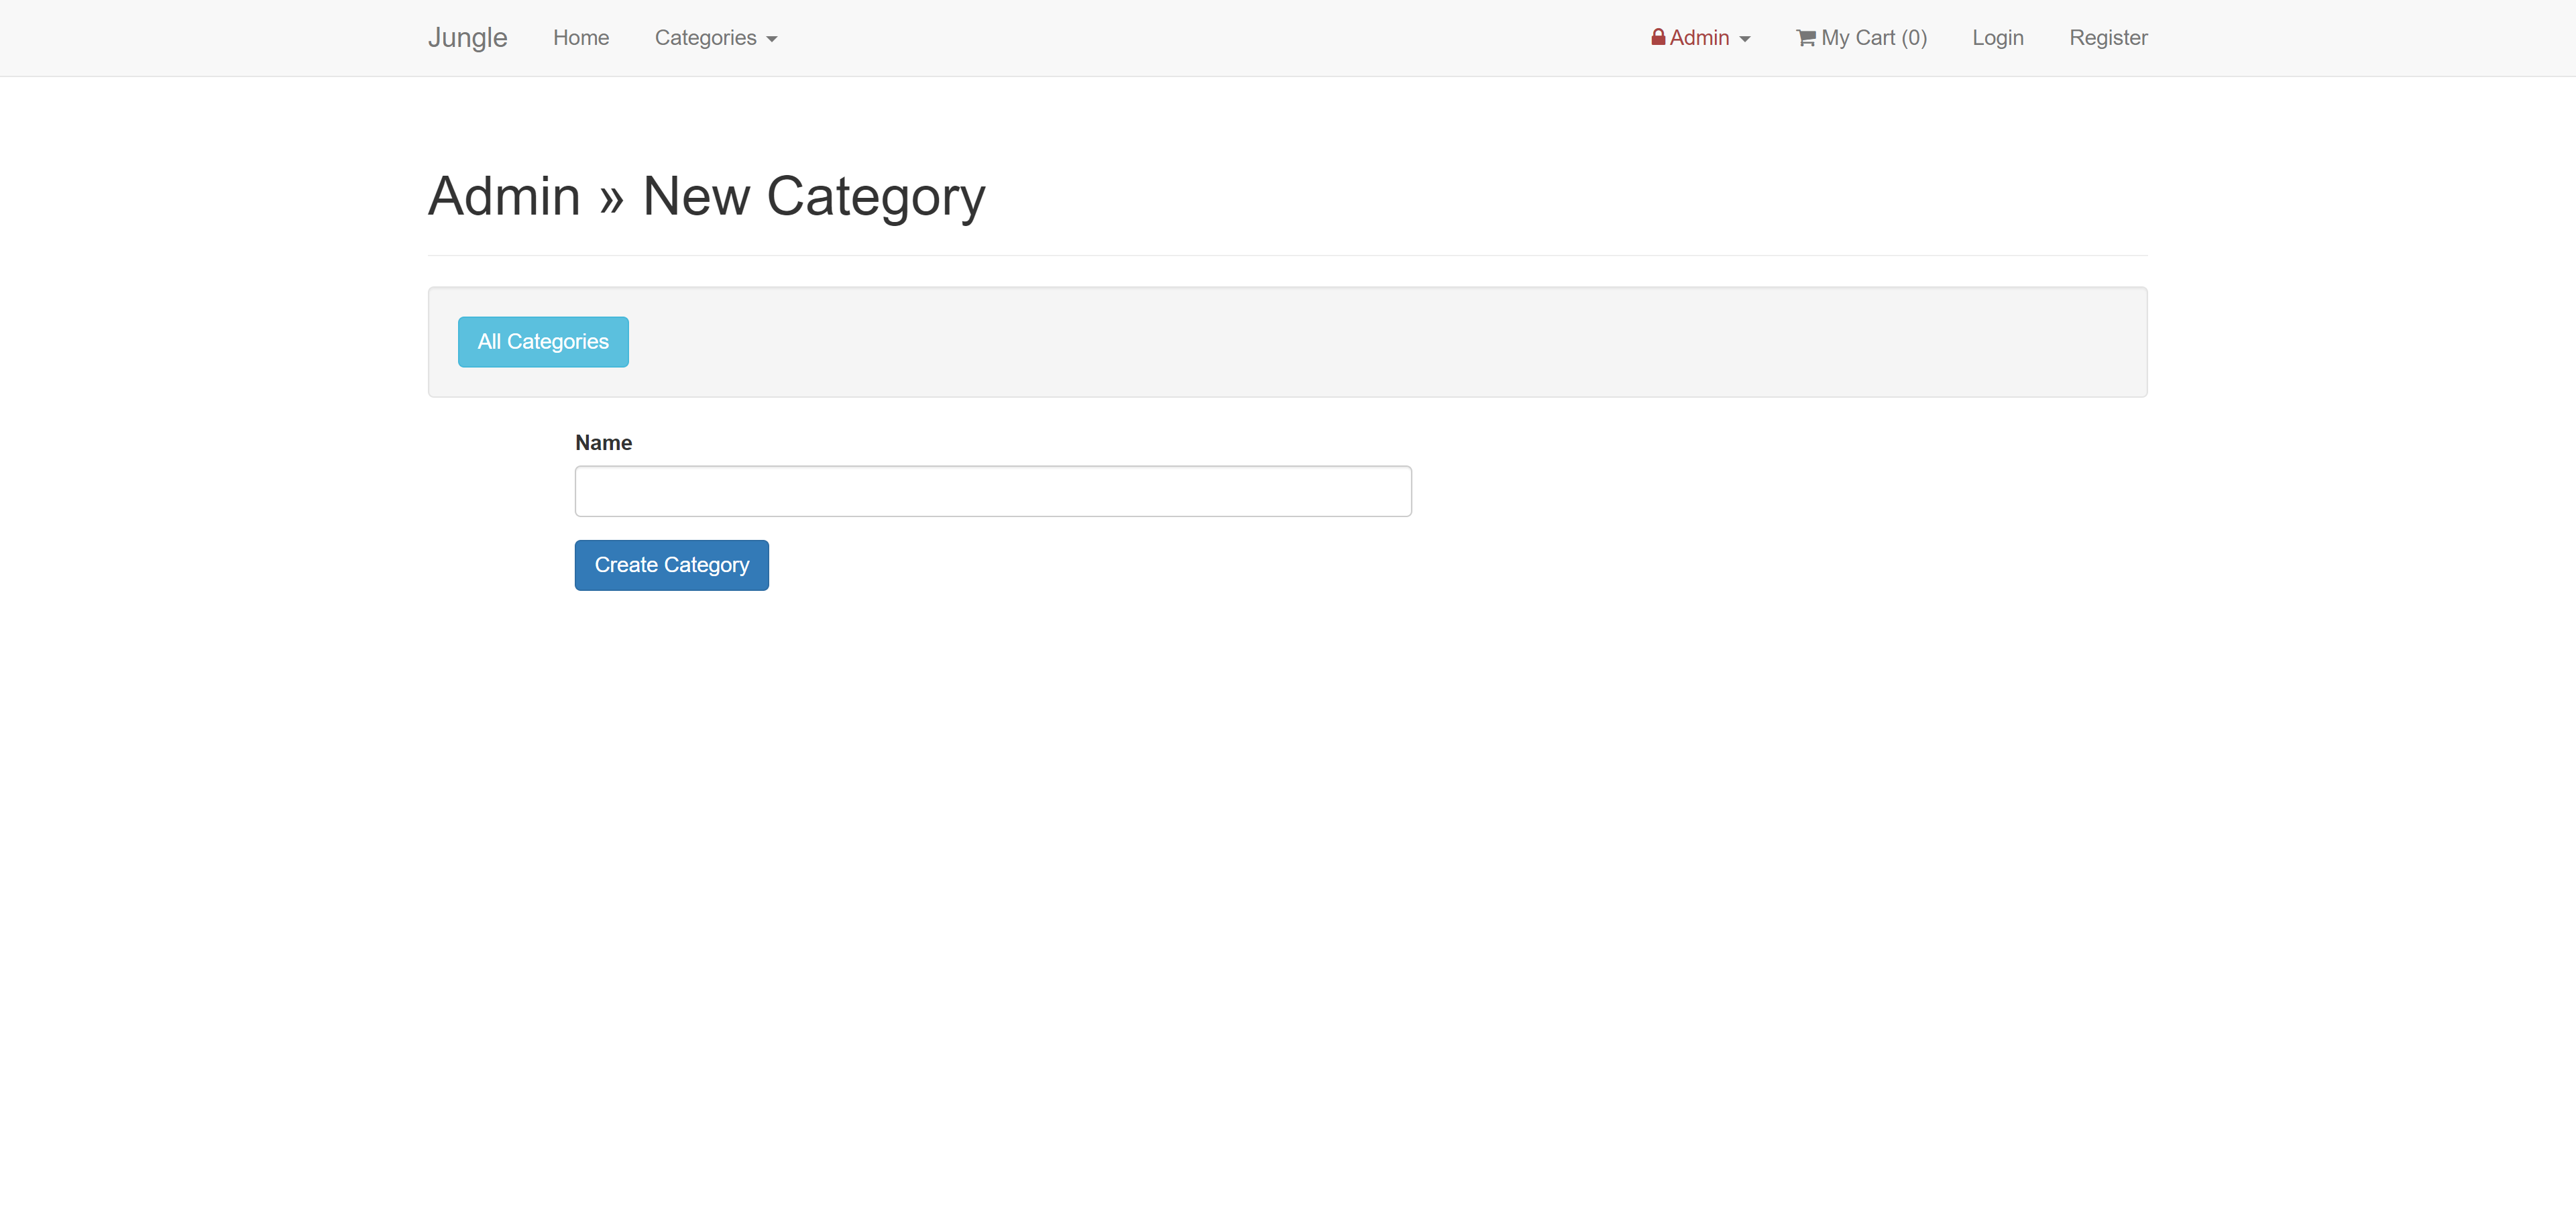 Jungle Home Categories Admin My Cart (0) Login Register
Admin » New Category
All Categories
Name
Create Category